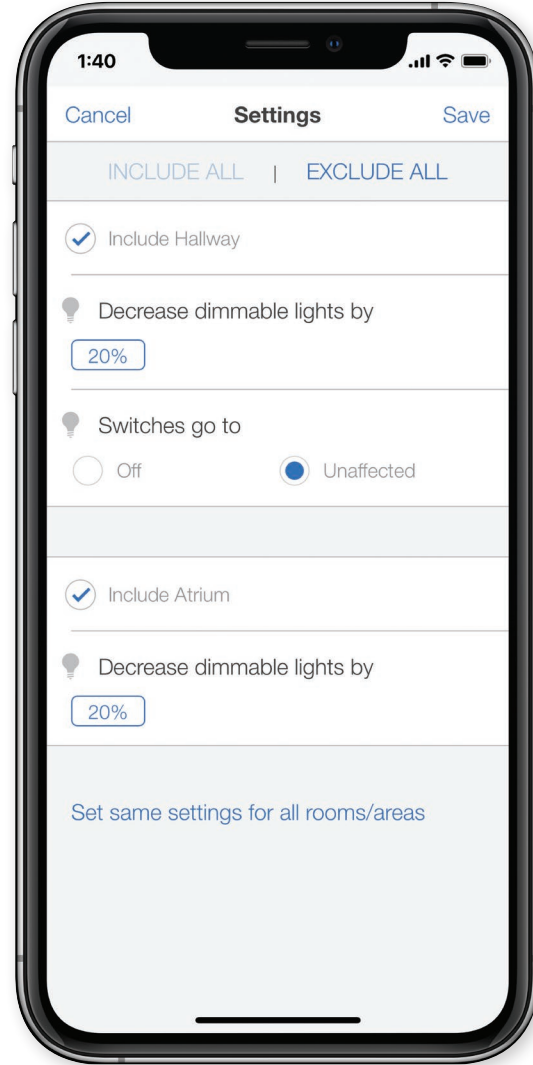 1:40
Cancel Settings Save
INCLUDE ALL | EXCLUDE ALL
Include Hallway
Decrease dimmable lights by
20%
Switches go to
Off Unaffected
Include Atrium
Decrease dimmable lights by
20%
Set same settings for all rooms/areas